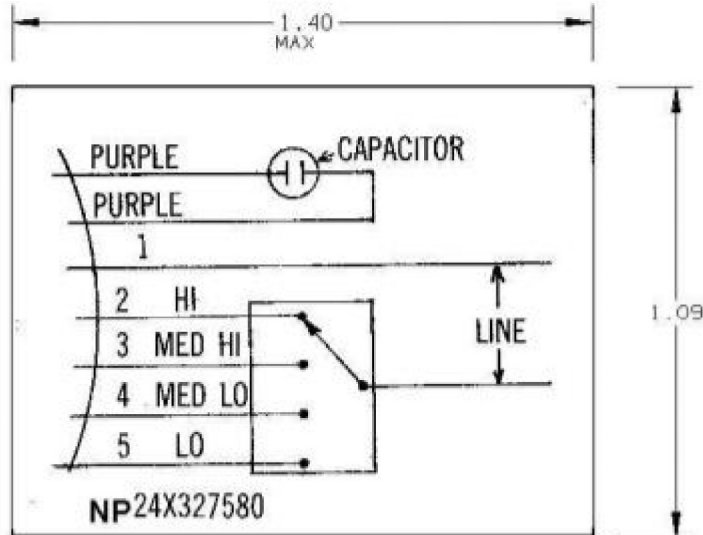 1.40
MAX
PURPLE
CAPACITOR
PURPLE
1
2 HI
3 MED HI
4 MED LO
5 LO
LINE
1.09
NP24X327580